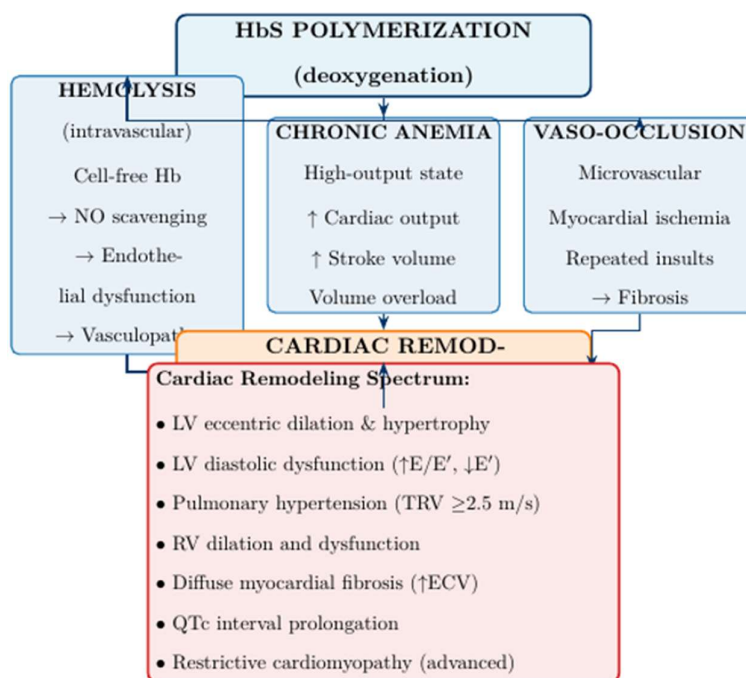 HbS POLYMERIZATION
(deoxygenation)
HEMOLYSIS
(intravascular)
Cell-free Hb
→ NO scavenging
→ Endothe-
lial dysfunction
→ Vasculopath
CHRONIC ANEMIA
High-output state
↑ Cardiac output
↑ Stroke volume
Volume overload
VASO-OCCLUSION
Microvascular
Myocardial ischemia
Repeated insults
→ Fibrosis
CARDIAC REMOD-
Cardiac Remodeling Spectrum:
• LV eccentric dilation & hypertrophy
• LV diastolic dysfunction (↑E/E′, ↓E′)
• Pulmonary hypertension (TRV ≥2.5 m/s)
• RV dilation and dysfunction
• Diffuse myocardial fibrosis (↑ECV)
• QTc interval prolongation
• Restrictive cardiomyopathy (advanced)